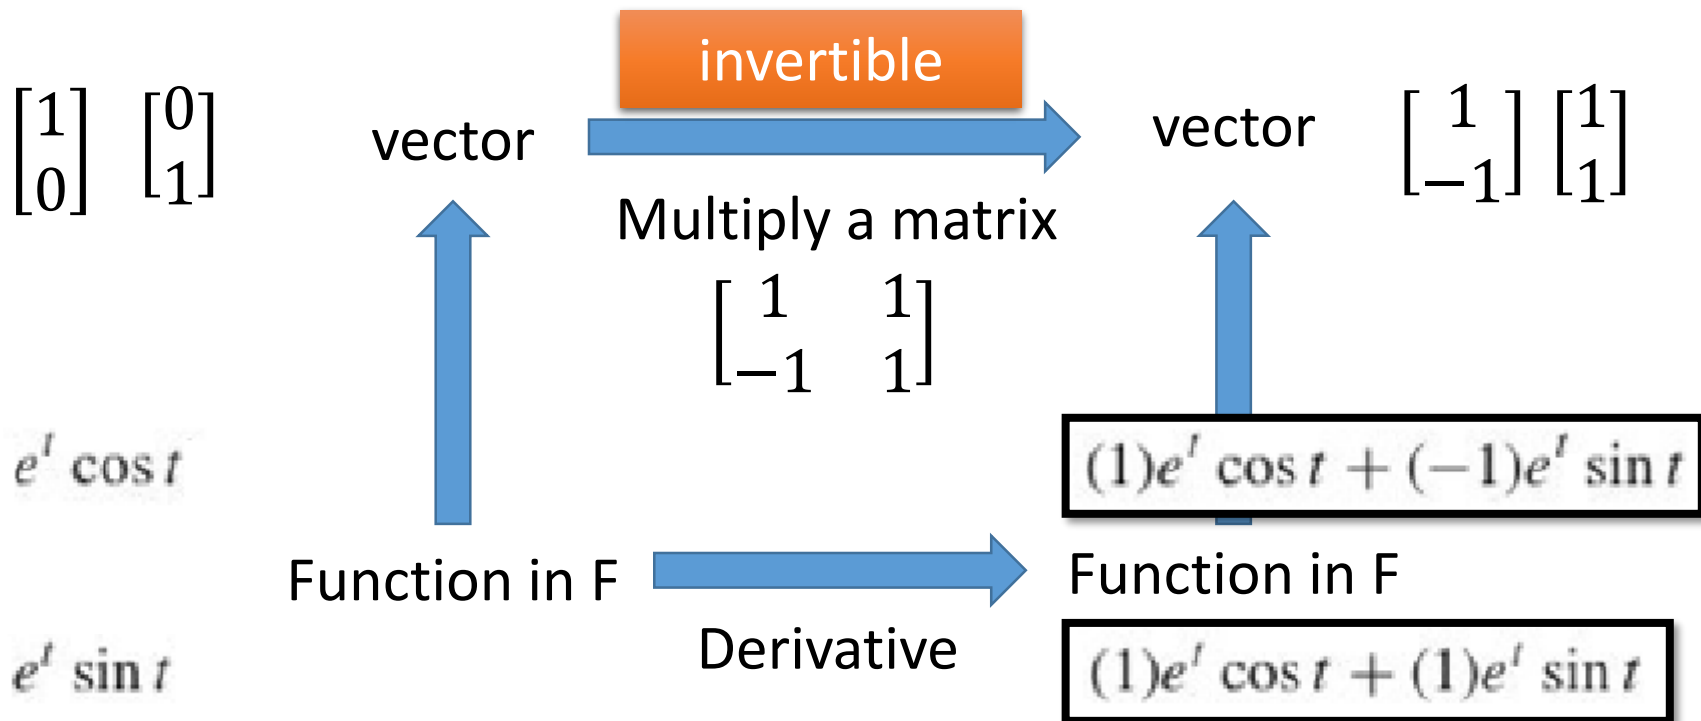 invertible
[1 0] [0 1]
vector
vector
[1 -1] [1 1]
Multiply a matrix
[1 1
-1 1]
e^t cos t
(1)e^t cos t + (−1)e^t sin t
Function in F
Function in F
Derivative
e^t sin t
(1)e^t cos t + (1)e^t sin t